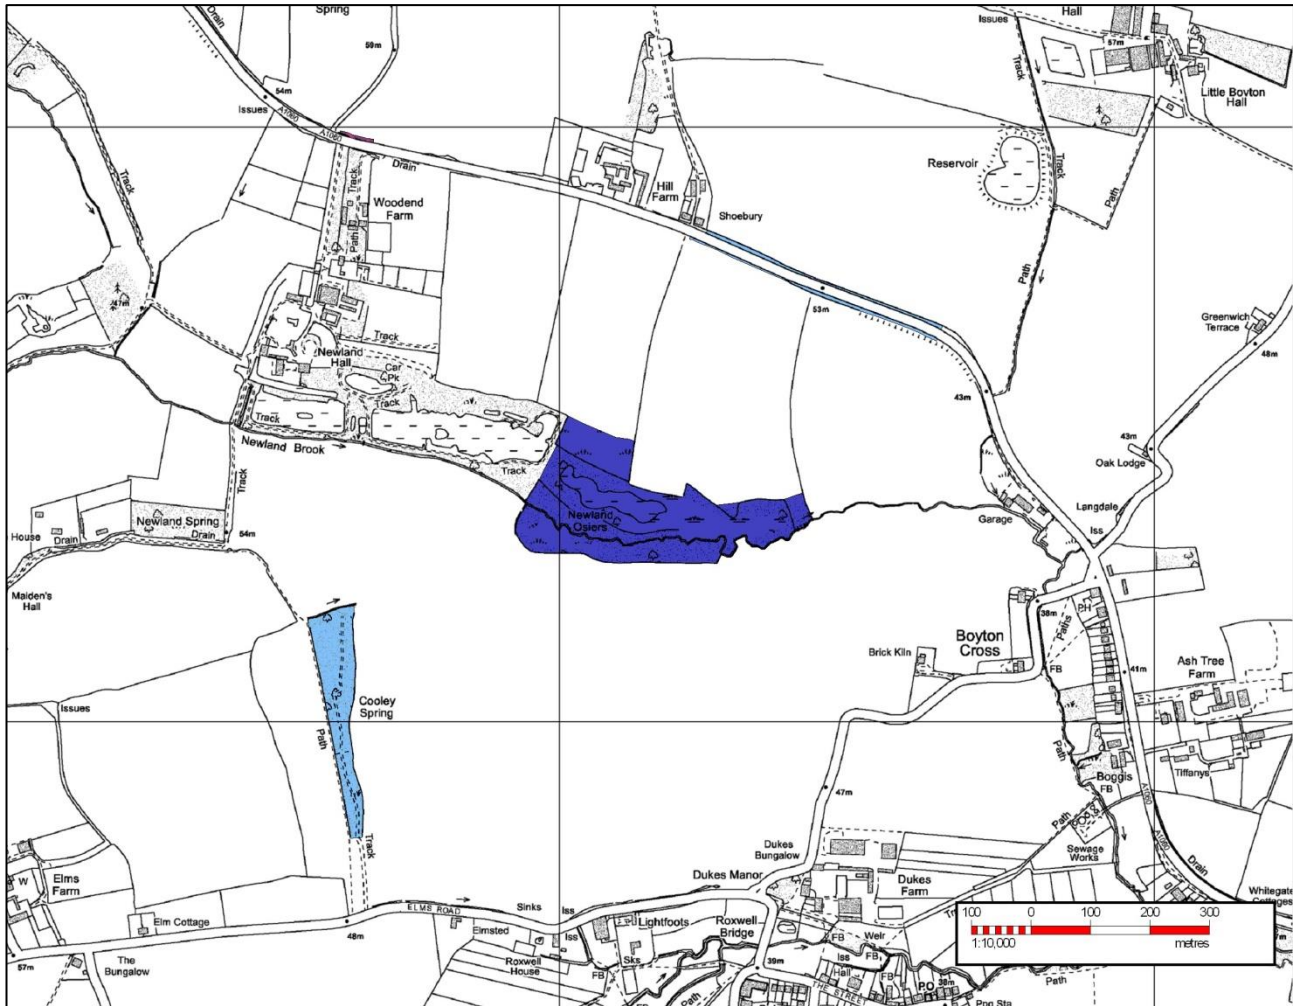 Drain
Spring
59m
54m
Issues
A1060
A1060
Drain
Issues
Hall
57m
Track
Little Boyton
Hall
Track
Reservoir
Track
Path
Track
Path
Woodend
Farm
Hill
Farm
Shoebury
Path
47m
53m
Greenwich
Terrace
48m
Newland
Hall
Track
Car
Pk
Track
Track
Newland Brook
Track
Track
43m
43m
Oak Lodge
Langdale
Iss
Garage
Newland
Osiers
House
Drain
Newland Spring
Drain
54m
Maiden's
Hall
38m
PH
Paths
Boyton
Cross
Brick Kiln
FB
41m
Ash Tree
Farm
Issues
Cooley
Spring
Path
Path
Boggis
FB
Tiffanys
A1060
47m
Path
Sewage
Works
A1060
Drain
Dukes
Bungalow
Track
W
Elms
Farm
Dukes Manor
Dukes
Farm
Whitegate
Elm Cottage
ELMS ROAD
Sinks
Iss
Elmsted
48m
Iss
Lightfoots
Roxwell
Bridge
FB
Weir
57m
The
Bungalow
Roxwell
House
Sks
FB
39m
Iss
Hall
FB
FB
THE STREET
38m
PO
Path
Path
Ppg Sta
100 0 100 200 300
1:10,000 metres